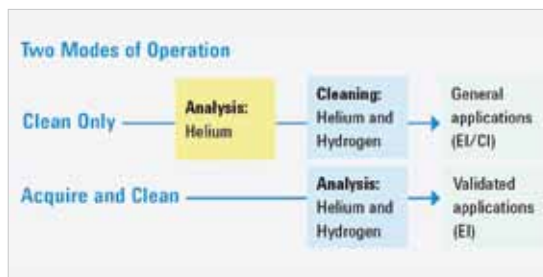 Two Modes of Operation
Clean Only
Analysis:
Helium
Cleaning:
Helium and
Hydrogen
General
applications
(EI/CI)
Acquire and Clean
Analysis:
Helium and
Hydrogen
Validated
applications
(EI)